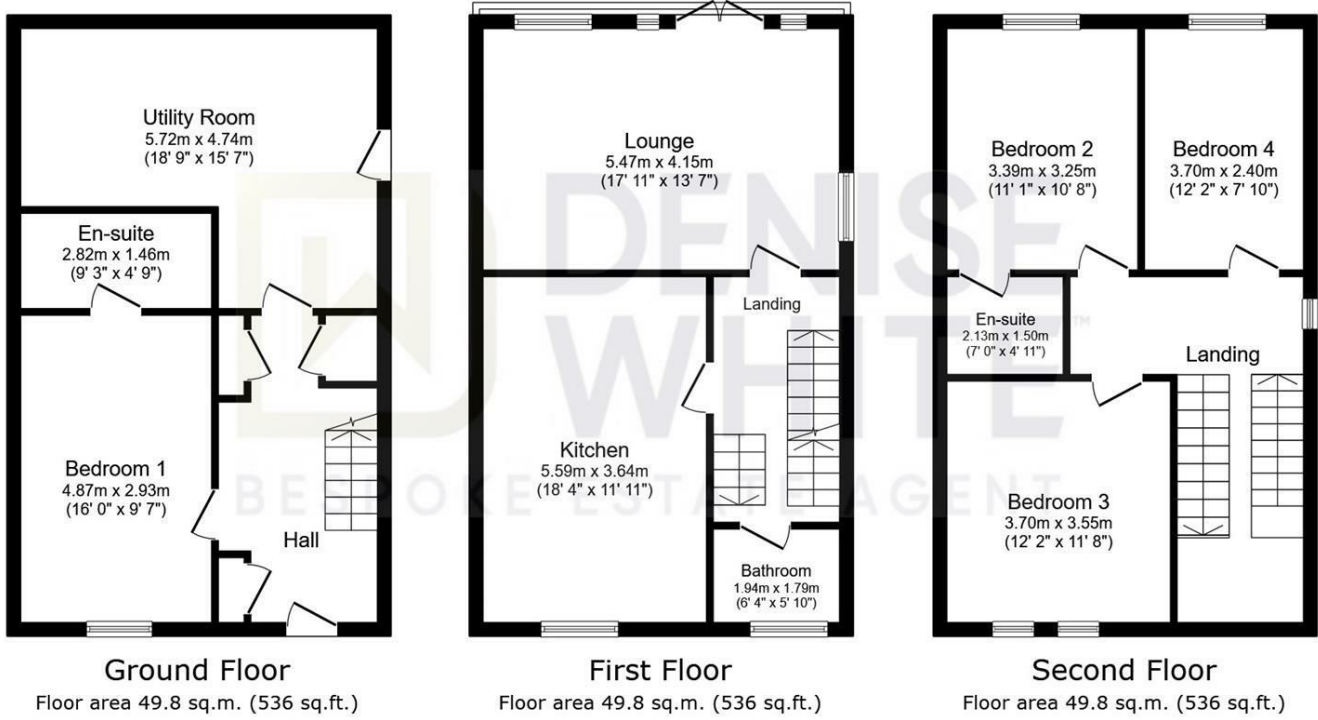 Utility Room
5.72m x 4.74m
(18' 9" x 15' 7")
En-suite
2.82m x 1.46m
(9' 3" x 4' 9")
Bedroom 1
4.87m x 2.93m
(16' 0" x 9' 7")
Hall
Ground Floor
Floor area 49.8 sq.m. (536 sq.ft.)
Lounge
5.47m x 4.15m
(17' 11" x 13' 7")
Landing
Kitchen
5.59m x 3.64m
(18' 4" x 11' 11")
Bathroom
1.94m x 1.79m
(6' 4" x 5' 10")
First Floor
Floor area 49.8 sq.m. (536 sq.ft.)
Bedroom 2
3.39m x 3.25m
(11' 1" x 10' 8")
Bedroom 4
3.70m x 2.40m
(12' 2" x 7' 10")
En-suite
2.13m x 1.50m
(7' 0" x 4' 11")
Landing
Bedroom 3
3.70m x 3.55m
(12' 2" x 11' 8")
Second Floor
Floor area 49.8 sq.m. (536 sq.ft.)
DENISE
WHITE™
BESPOKE ESTATE AGENT